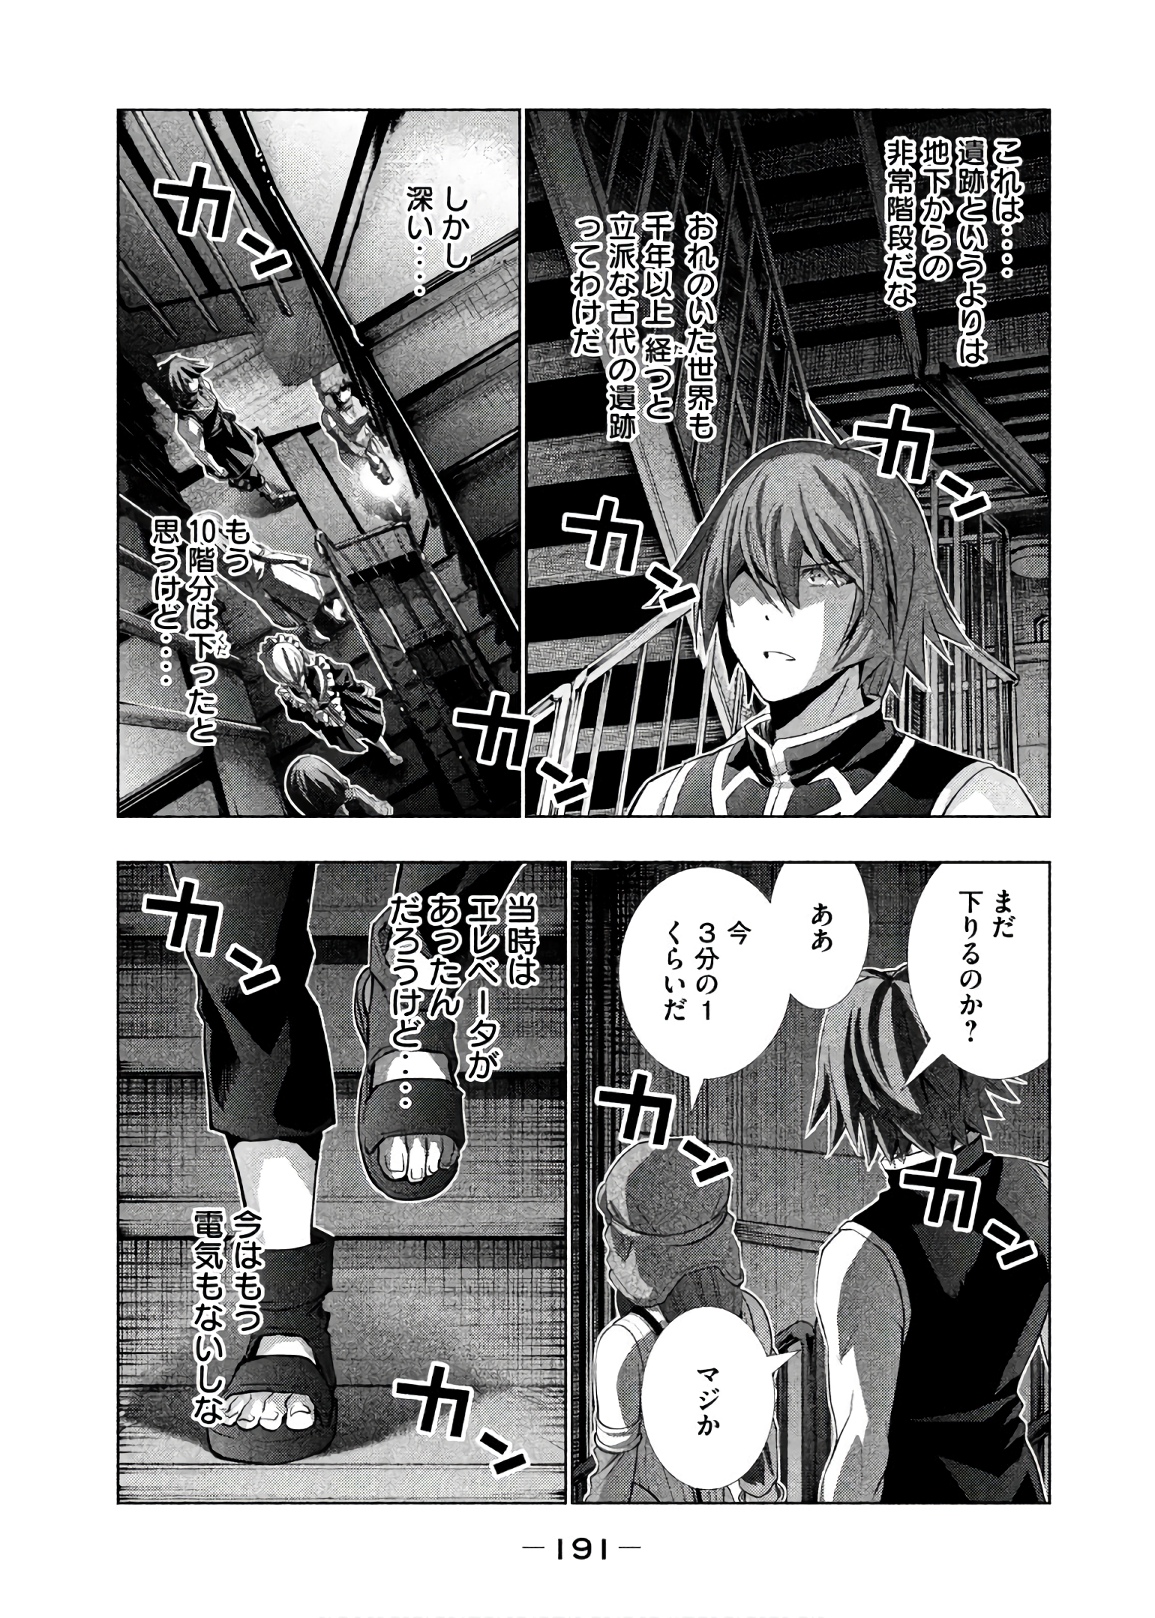 これは‥‥
遺跡というよりは
地下からの
非常階段だな
おれのいた世界も
千年以上経つと
立派な古代の遺跡
ってわけだ
た
カン
カン
しかし
深い‥‥
カン
もう
10階分は下ったと
思うけど‥‥
くだ
カン
まだ
下りるのか?
ああ
今
3分の1
くらいだ
カン
カン
マジか
当時は
エレベータが
あったん
だろうけど‥‥
カン
今はもう
電気もないしな
カン
—191—